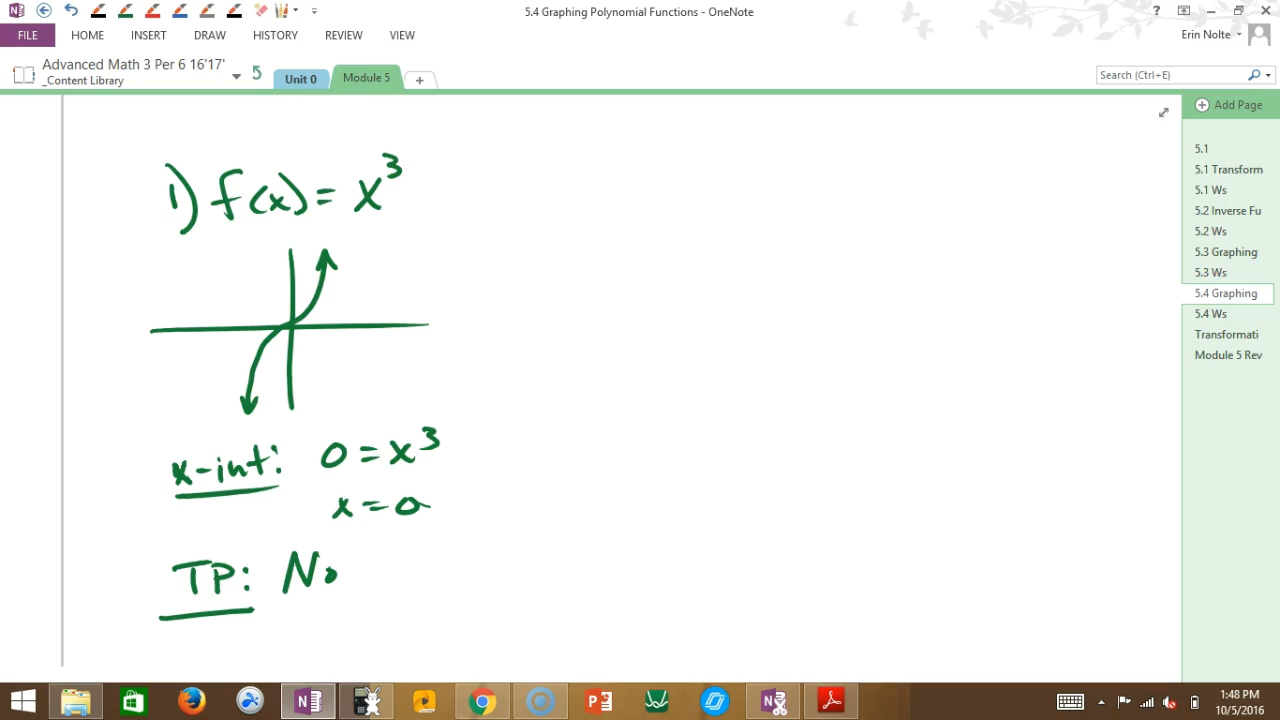 5.4 Graphing Polynomial Functions - OneNote
Erin Nolte
FILE HOME INSERT DRAW HISTORY REVIEW VIEW
Advanced Math 3 Per 6 16'17'
_Content Library
Unit 0
Module 5
Search (Ctrl+E)
Add Page
5.1
5.1 Transform
5.1 Ws
5.2 Inverse Fu
5.2 Ws
5.3 Graphing
5.3 Ws
5.4 Graphing
5.4 Ws
Transformati
Module 5 Rev
1) f(x) = x³
x-int: 0 = x³
x = 0
TP: No
1:48 PM
10/5/2016